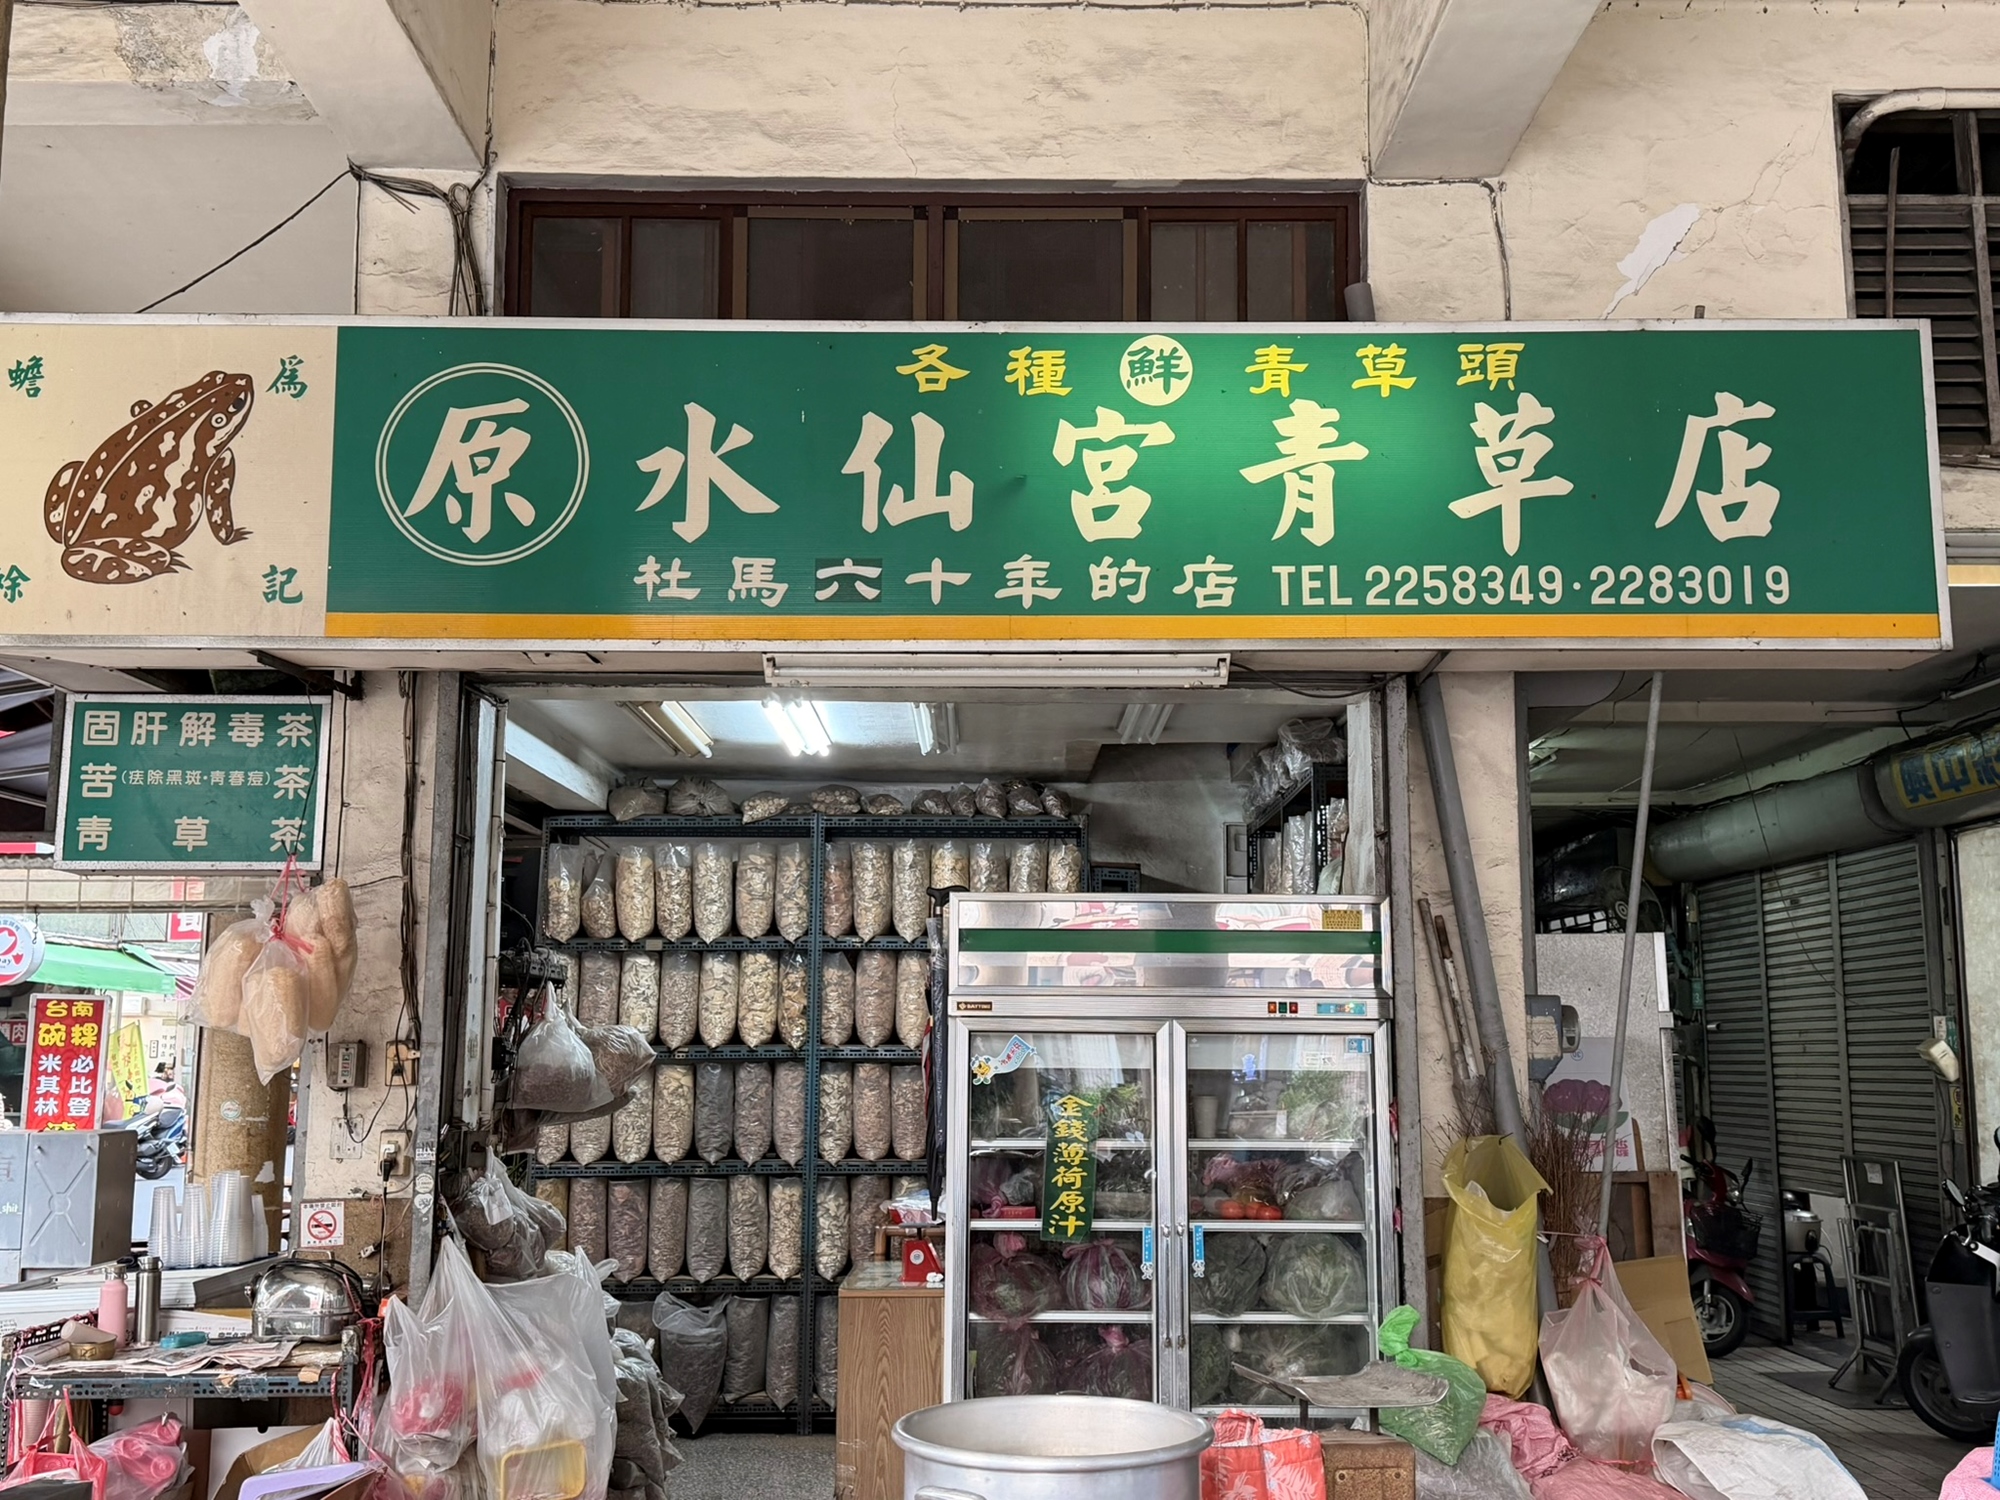 各種鮮青草頭
蟾蜍為記
原水仙宮青草店
社馬六十年的店 TEL 2258349·2283019
固肝解毒茶
苦(祛除黑斑·青春痘)茶
青草茶
台南
碗粿
必比登
米其林
金錢薄荷原汁